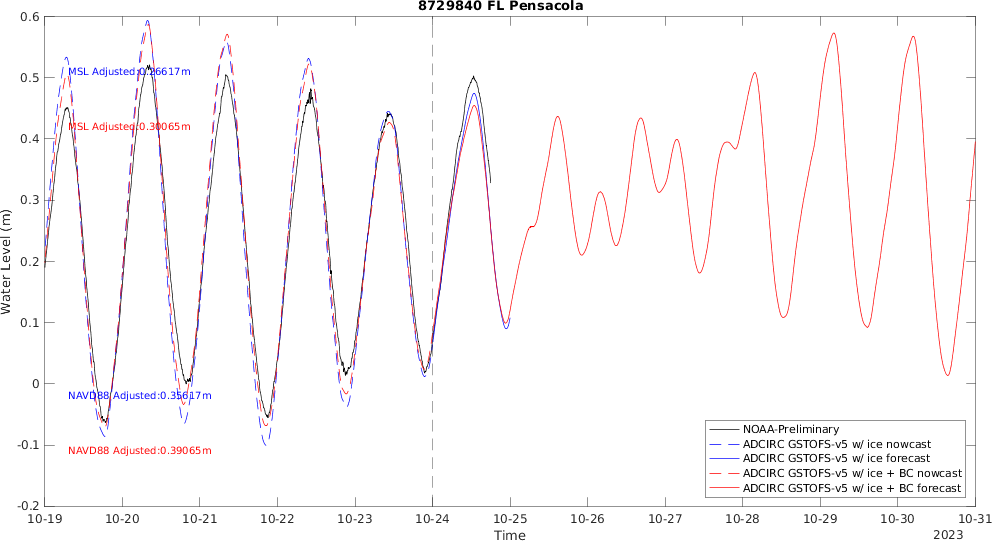 8729840 FL Pensacola
Water Level (m)
0.6
0.5
0.4
0.3
0.2
0.1
0
-0.1
-0.2
MSL Adjusted:0.26617m
MSL Adjusted:0.30065m
NAVD88 Adjusted:0.35617m
NAVD88 Adjusted:0.39065m
NOAA-Preliminary
ADCIRC GSTOFS-v5 w/ ice nowcast
ADCIRC GSTOFS-v5 w/ ice forecast
ADCIRC GSTOFS-v5 w/ ice + BC nowcast
ADCIRC GSTOFS-v5 w/ ice + BC forecast
10-19 10-20 10-21 10-22 10-23 10-24 10-25 10-26 10-27 10-28 10-29 10-30 10-31
Time
2023